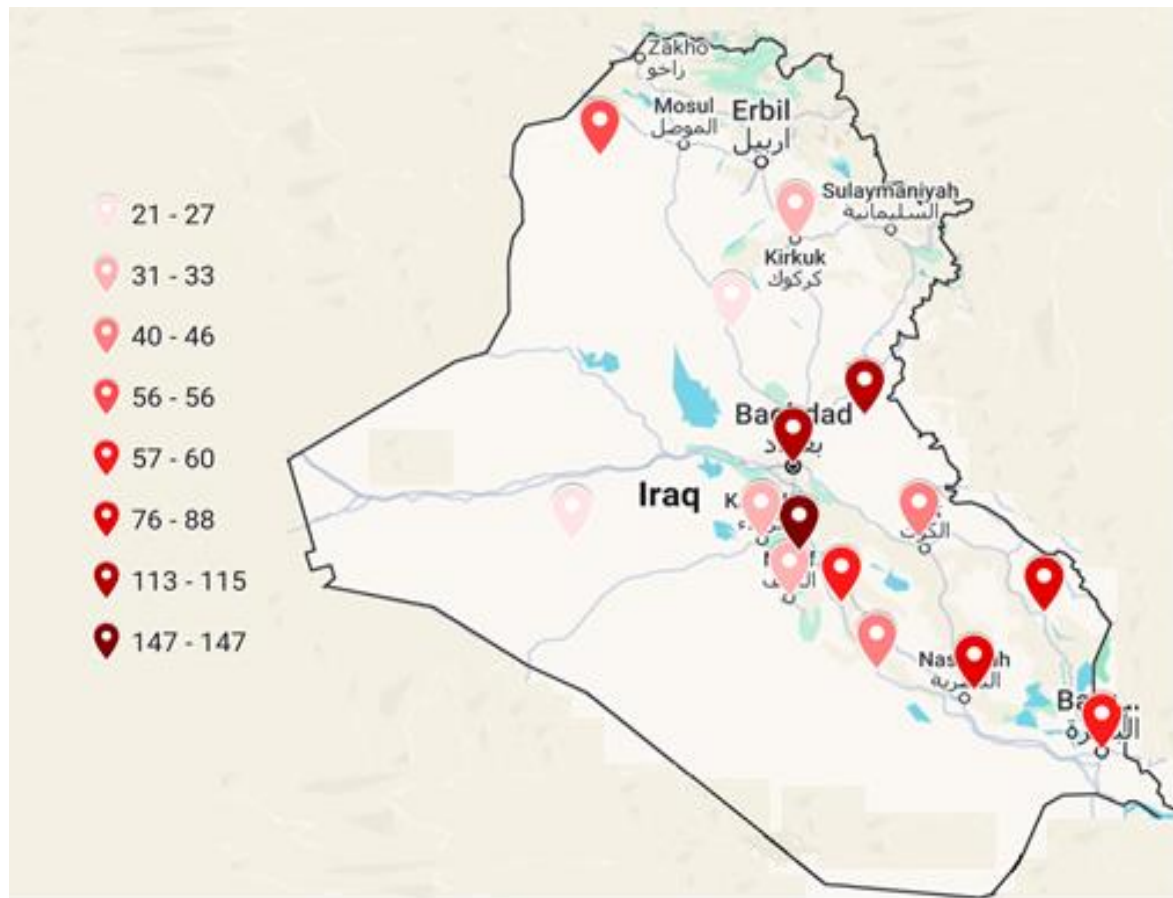 Zakho
زاخو
Mosul
الموصل
Erbil
اربيل
Sulaymaniyah
السليمانية
Kirkuk
كركوك
21 - 27
31 - 33
40 - 46
56 - 56
57 - 60
76 - 88
113 - 115
147 - 147
Iraq
الكوت